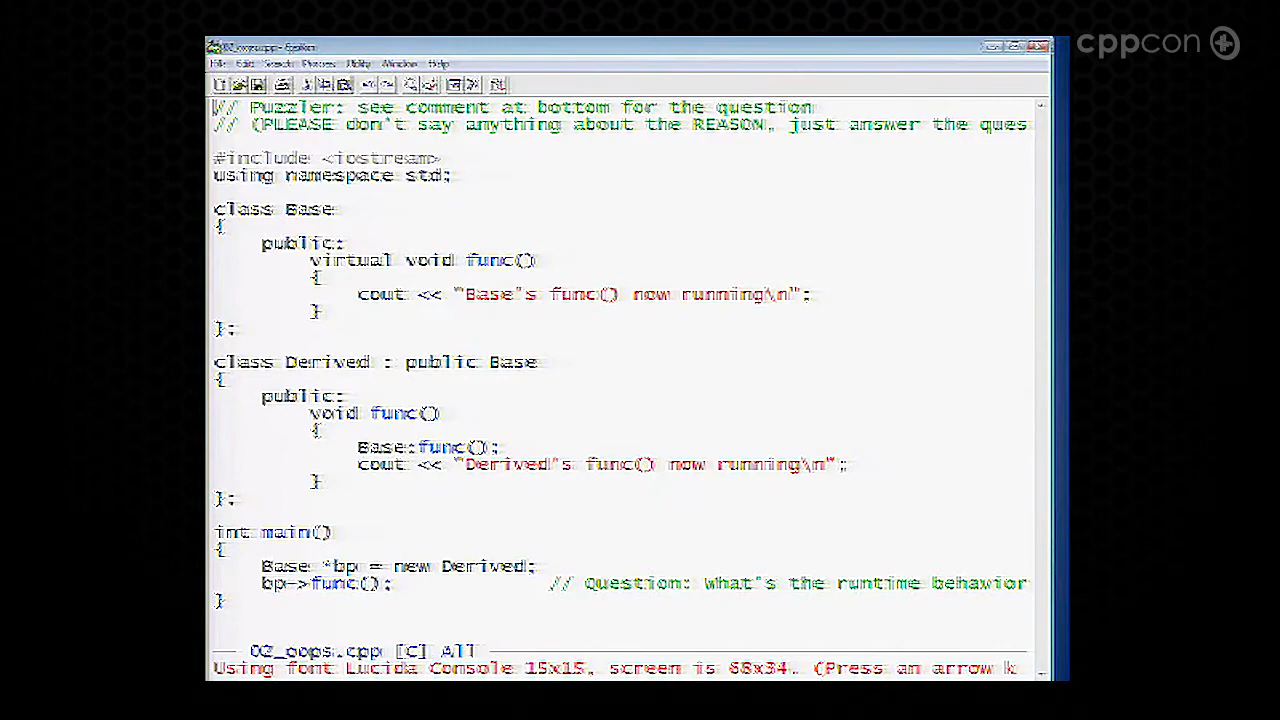 cppcon
02_oops.cpp - Epsilon
File Edit Search Process Utility Window Help
// Puzzler: see comment at bottom for the question
// (PLEASE don't say anything about the REASON, just answer the ques
#include <iostream>
using namespace std;
class Base
{
public:
virtual void func()
{
cout << "Base's func() now running\n";
}
};
class Derived : public Base
{
public:
void func()
{
Base:func();
cout << "Derived's func() now running\n";
}
};
int main()
{
Base *bp = new Derived;
bp->func(); // Question: What's the runtime behavior
}
02_oops.cpp [C] All
Using font Lucida Console 15x15, screen is 68x34. (Press an arrow k